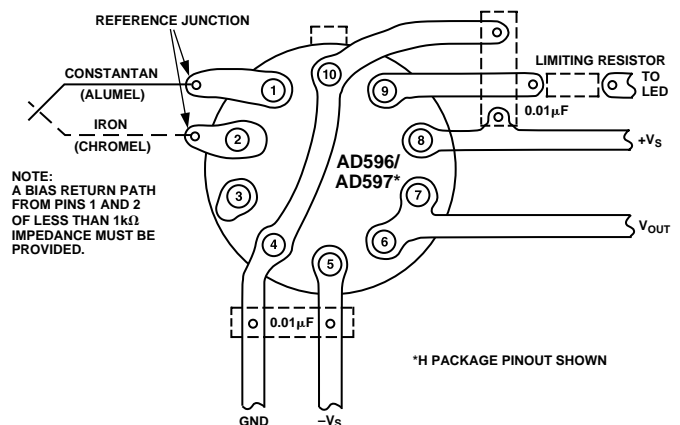 REFERENCE JUNCTION
CONSTANTAN
(ALUMEL)
IRON
(CHROMEL)
NOTE:
A BIAS RETURN PATH
FROM PINS 1 AND 2
OF LESS THAN 1kΩ
IMPEDANCE MUST BE
PROVIDED.
1
2
3
4
5
6
7
8
9
10
AD596/
AD597*
LIMITING RESISTOR
TO
LED
0.01μF
+VS
VOUT
0.01μF
*H PACKAGE PINOUT SHOWN
GND
–VS